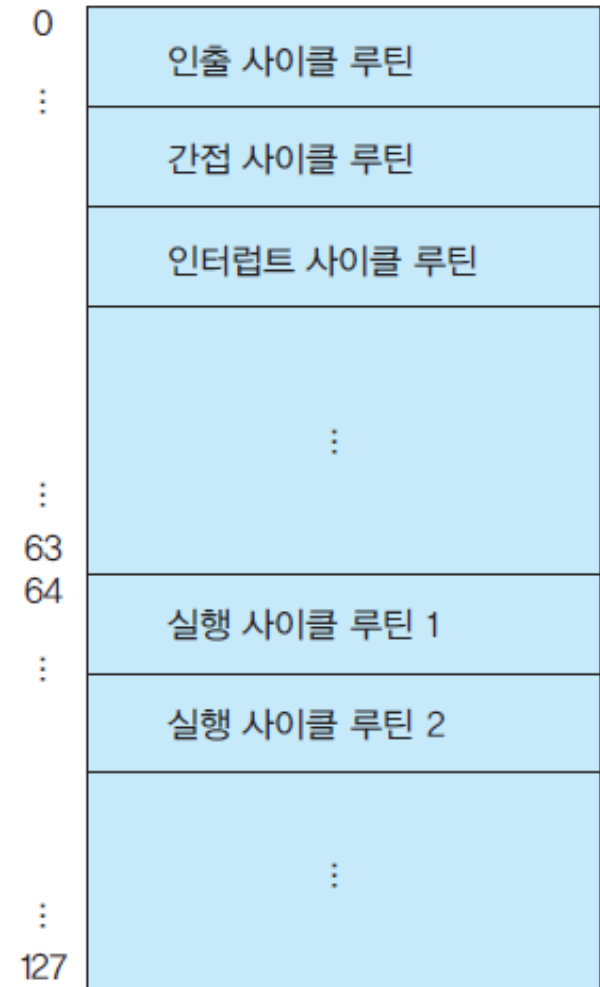 0
인출 사이클 루틴
⋮
간접 사이클 루틴
인터럽트 사이클 루틴
⋮
⋮
63
64
실행 사이클 루틴 1
⋮
실행 사이클 루틴 2
⋮
⋮
127